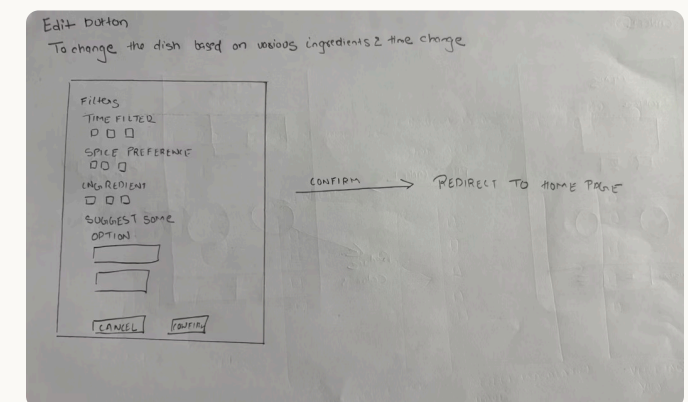 Edit button
To change the dish based on various ingredients & time change
Filters
TIME FILTER
SPICE PREFERENCE
INGREDIENT
SUGGEST SOME
OPTION
CANCEL CONFIRM
CONFIRM
REDIRECT TO HOME PAGE